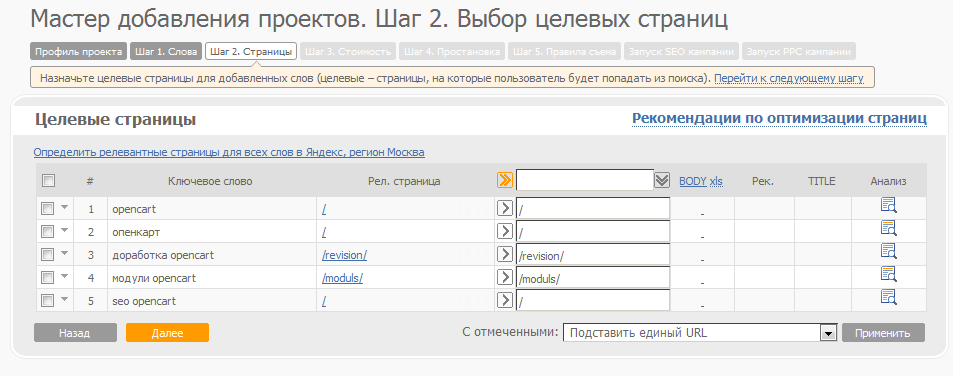 Мастер добавления проектов. Шаг 2. Выбор целевых страниц
Профиль проекта Шаг 1. Слова Шаг 2. Страницы Шаг 3. Стоимость Шаг 4. Простановка Шаг 5. Правила съема Запуск SEO кампании Запуск PPC кампании
Назначьте целевые страницы для добавленных слов (целевые – страницы, на которые пользователь будет попадать из поиска). Перейти к следующему шагу
Целевые страницы Рекомендации по оптимизации страниц
Определить релевантные страницы для всех слов в Яндекс, регион Москва
# Ключевое слово Рел. страница BODY xls Рек. TITLE Анализ
1 opencart / / -
2 опенкарт / / -
3 доработка opencart /revision/ /revision/ -
4 модули opencart /moduls/ /moduls/ -
5 seo opencart / / -
Назад Далее С отмеченными: Подставить единый URL Применить